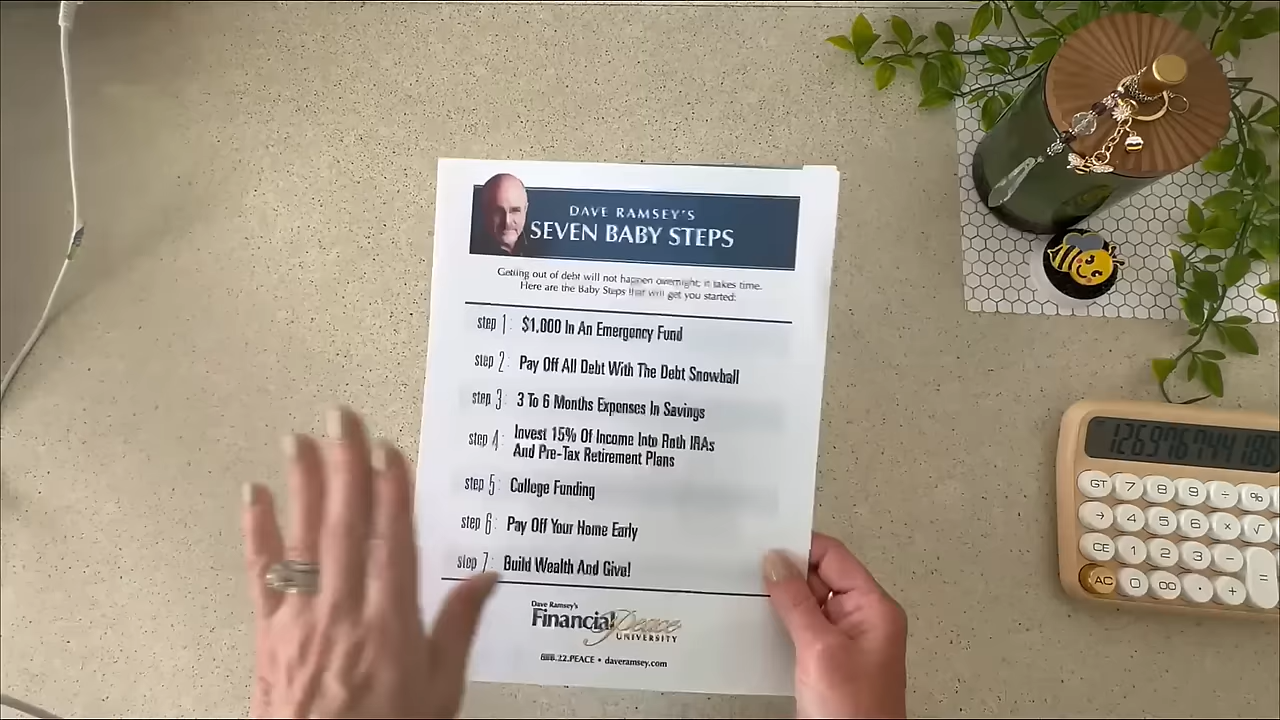 DAVE RAMSEY'S
SEVEN BABY STEPS
Getting out of debt will not happen overnight; it takes time.
Here are the Baby Steps that will get you started:
step 1: $1,000 In An Emergency Fund
step 2: Pay Off All Debt With The Debt Snowball
step 3: 3 To 6 Months Expenses In Savings
step 4: Invest 15% Of Income Into Roth IRAs
And Pre-Tax Retirement Plans
step 5: College Funding
step 6: Pay Off Your Home Early
step 7: Build Wealth And Give!
Dave Ramsey's
Financial Peace
UNIVERSITY
888.22.PEACE • daveramsey.com
GT 7 8 9 ÷ %
→ 4 5 6 × √
CE 1 2 3 − =
AC 0 00 · +